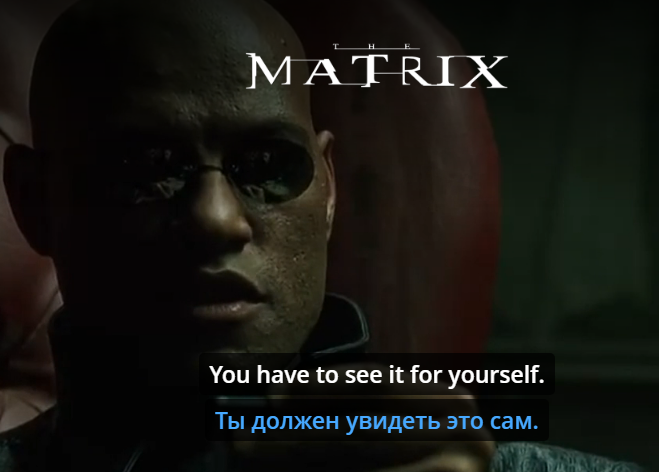 THE
MATRIX
You have to see it for yourself.
Ты должен увидеть это сам.